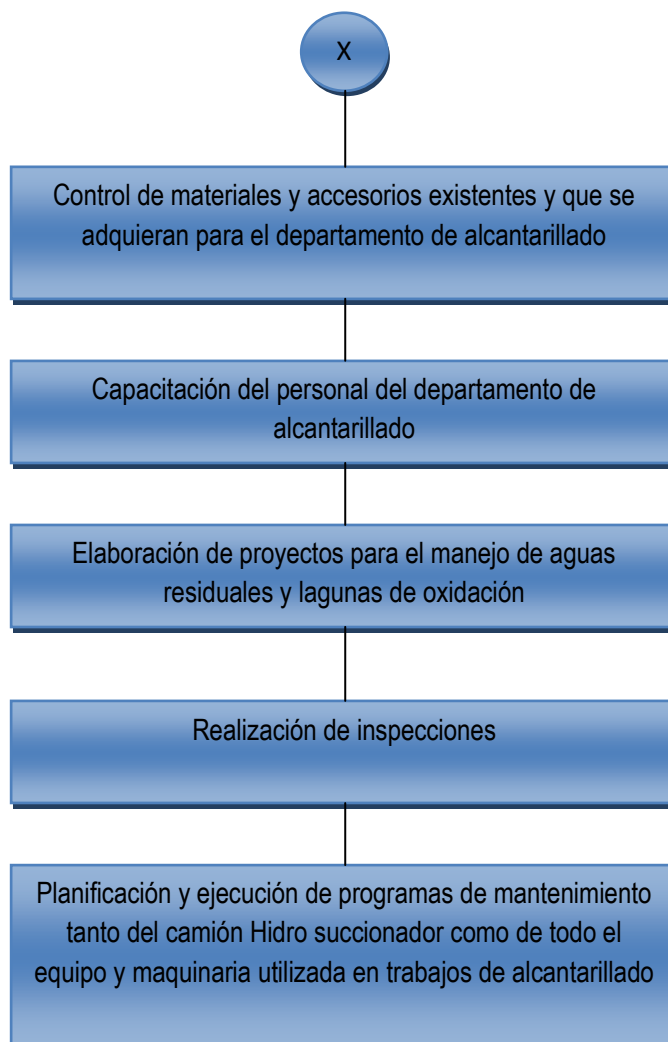 X
Control de materiales y accesorios existentes y que se
adquieran para el departamento de alcantarillado
Capacitación del personal del departamento de
alcantarillado
Elaboración de proyectos para el manejo de aguas
residuales y lagunas de oxidación
Realización de inspecciones
Planificación y ejecución de programas de mantenimiento
tanto del camión Hidro succionador como de todo el
equipo y maquinaria utilizada en trabajos de alcantarillado